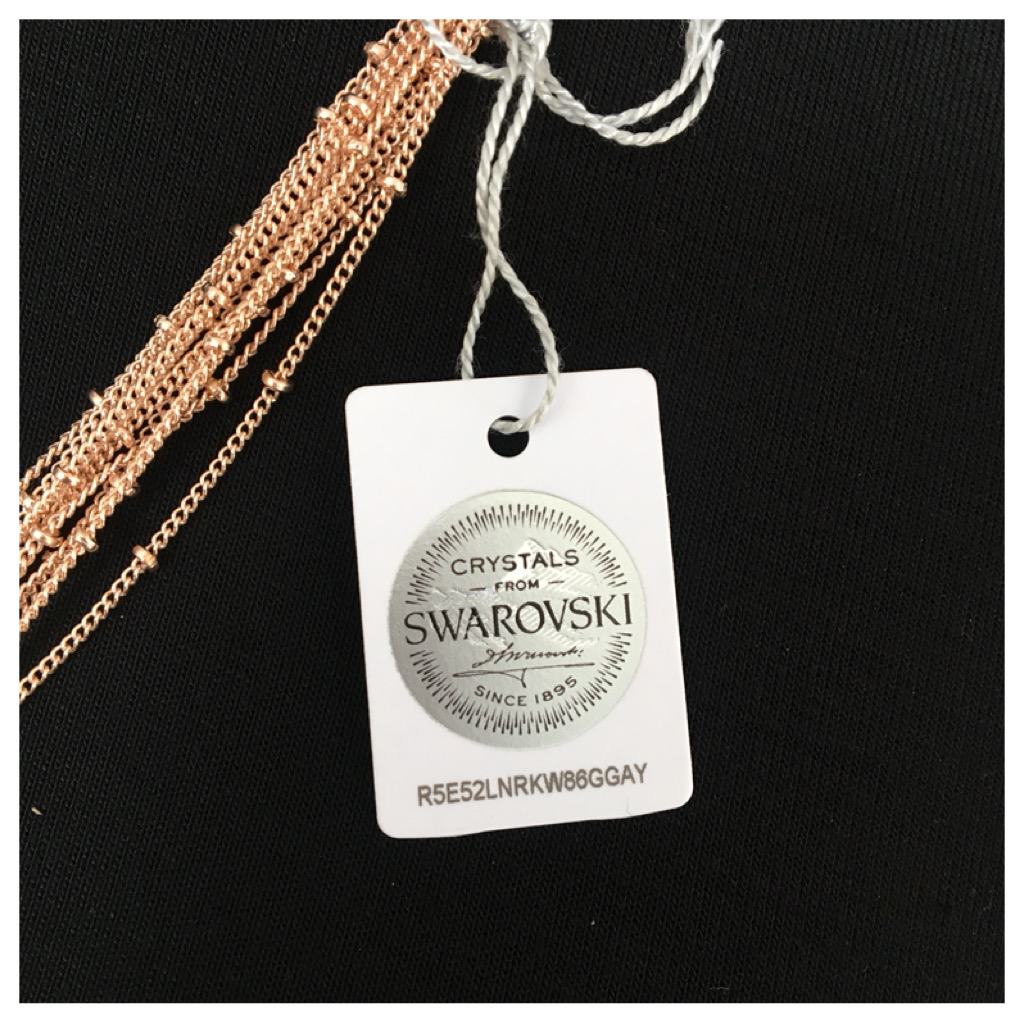 CRYSTALS
— FROM —
SWAROVSKI
SINCE 1895
R5E52LNRKW86GGAY